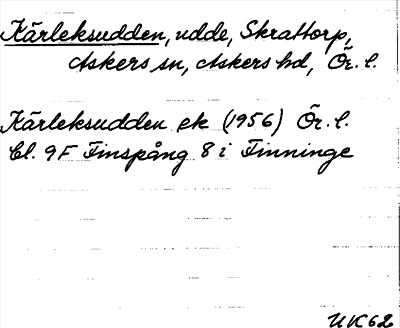 Kärleksudden, udde, Skrattorp,
Askers sn, Askers hd, Ör. l.
Kärleksudden ek (1956) Ör. l.
Bl. 9F Finspång 8 i Finninge
UK62